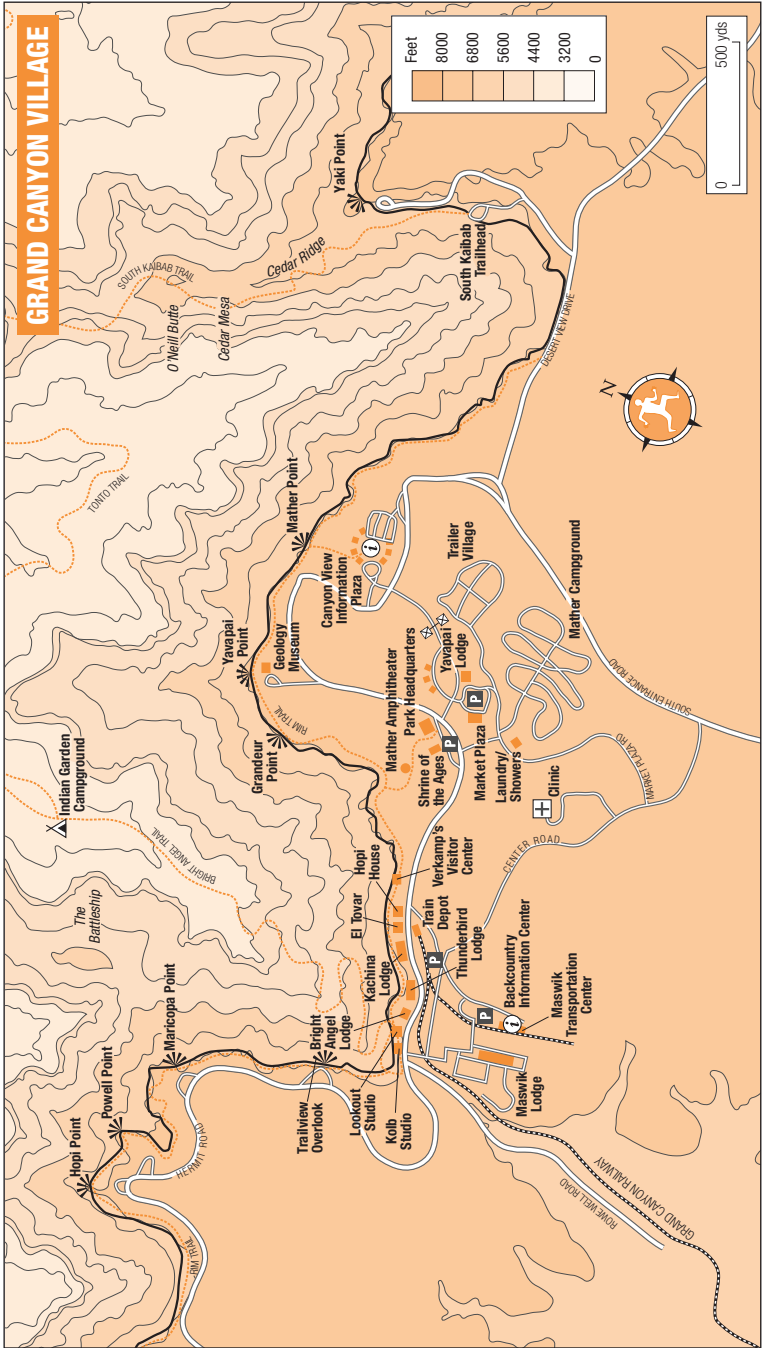 GRAND CANYON VILLAGE
Feet
8000
6800
5600
4400
3200
0
0
500 yds
N
Hopi Point
Powell Point
Maricopa Point
HERMIT ROAD
RIM TRAIL
The
Battleship
Indian Garden
Campground
BRIGHT ANGEL TRAIL
TONTO TRAIL
SOUTH KAIBAB TRAIL
O'Neill Butte
Cedar Mesa
Cedar Ridge
Yaki Point
South Kaibab
Trailhead
DESERT VIEW DRIVE
Mather Point
Yavapai
Point
Geology
Museum
Grandeur
Point
RIM TRAIL
Canyon View
Information
Plaza
i
Trailview
Overlook
Lookout
Studio
Kolb
Studio
Bright
Angel
Lodge
Kachina
Lodge
El Tovar
Hopi
House
Verkamp's
Visitor
Center
Train
Depot
Thunderbird
Lodge
P
P
i
Backcountry
Information Center
Maswik
Transportation
Center
Maswik
Lodge
ROWE WELL ROAD
GRAND CANYON RAILWAY
Mather Amphitheater
Park Headquarters
Shrine of
the Ages
P
Market Plaza
P
Yavapai
Lodge
Laundry/
Showers
Trailer
Village
Mather Campground
Clinic
CENTER ROAD
MARKET PLAZA RD
SOUTH ENTRANCE ROAD